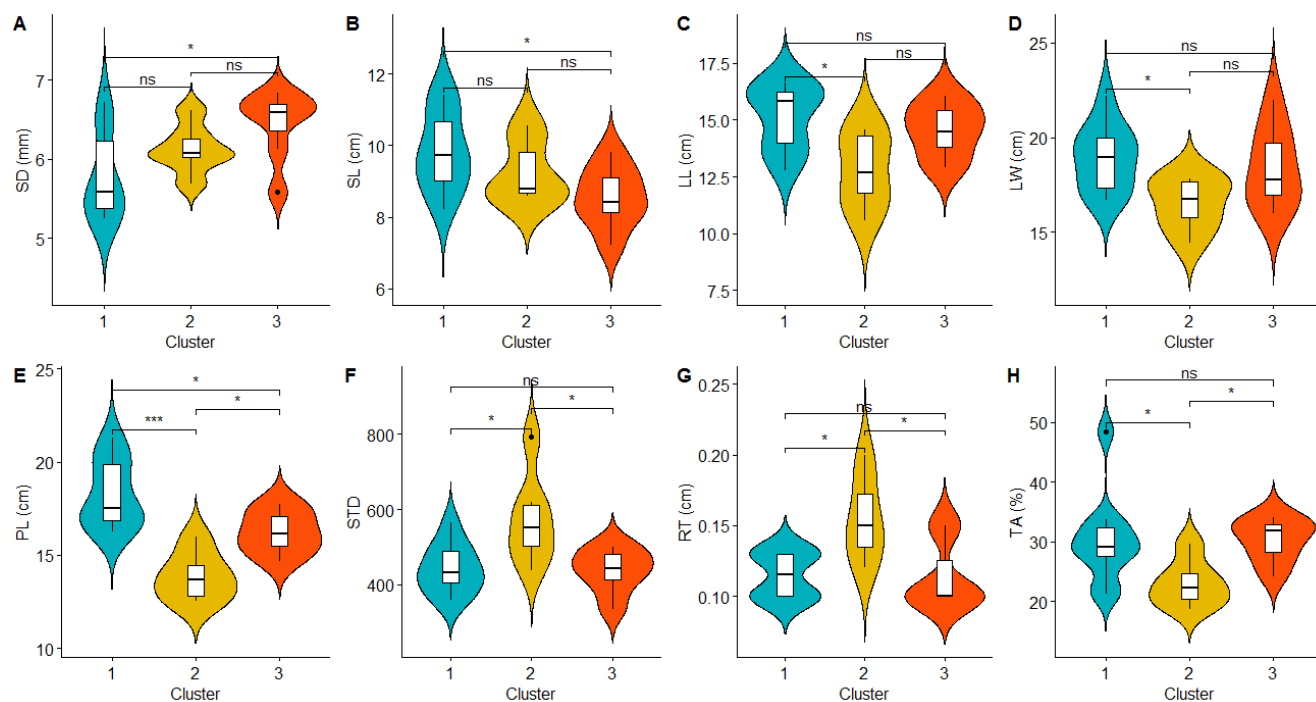 A
SD (mm)
7
6
5
*
ns
ns
1 2 3
Cluster
B
SL (cm)
12
10
8
6
*
ns
ns
1 2 3
Cluster
C
LL (cm)
17.5
15.0
12.5
10.0
7.5
ns
*
ns
1 2 3
Cluster
D
LW (cm)
25
20
15
ns
*
ns
1 2 3
Cluster
E
PL (cm)
25
20
15
10
*
***
*
1 2 3
Cluster
F
STD
800
600
400
ns
*
*
1 2 3
Cluster
G
RT (cm)
0.25
0.20
0.15
0.10
ns
*
*
1 2 3
Cluster
H
TA (%)
50
40
30
20
ns
*
*
1 2 3
Cluster